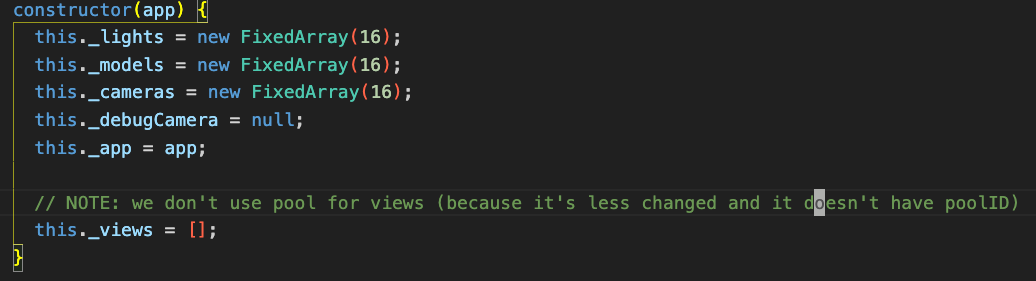 constructor(app) {
this._lights = new FixedArray(16);
this._models = new FixedArray(16);
this._cameras = new FixedArray(16);
this._debugCamera = null;
this._app = app;
// NOTE: we don't use pool for views (because it's less changed and it doesn't have poolID)
this._views = [];
}